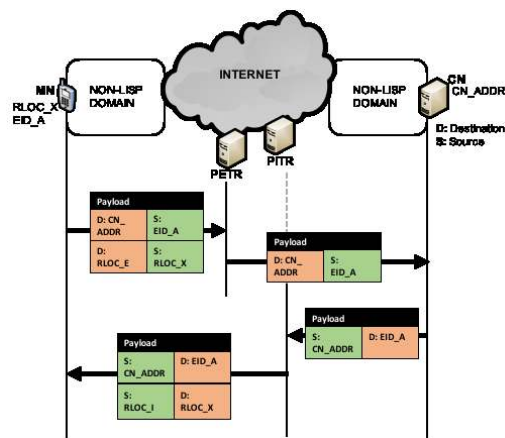 INTERNET
MN
RLOC_X
EID_A
NON-LISP
DOMAIN
NON-LISP
DOMAIN
CN
CN_ADDR
D: Destination
S: Source
PETR
PITR
Payload
D: CN_
ADDR
S:
EID_A
D:
RLOC_E
S:
RLOC_X
Payload
D: CN_
ADDR
S:
EID_A
Payload
S:
CN_ADDR
D: EID_A
Payload
S:
CN_ADDR
D: EID_A
S:
RLOC_I
D:
RLOC_X